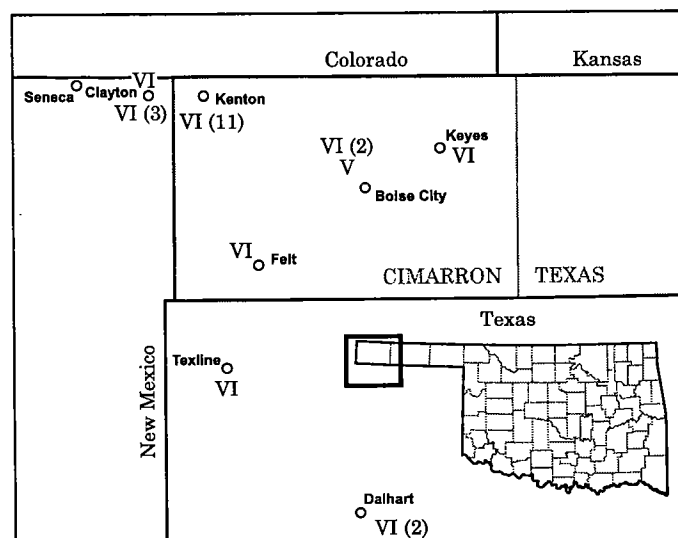 Colorado
Kansas
VI
Seneca
Clayton
VI (3)
Kenton
VI (11)
Keyes
VI
VI (2)
V
Boise City
VI
Felt
CIMARRON
TEXAS
Texas
New Mexico
Texline
VI
Dalhart
VI (2)